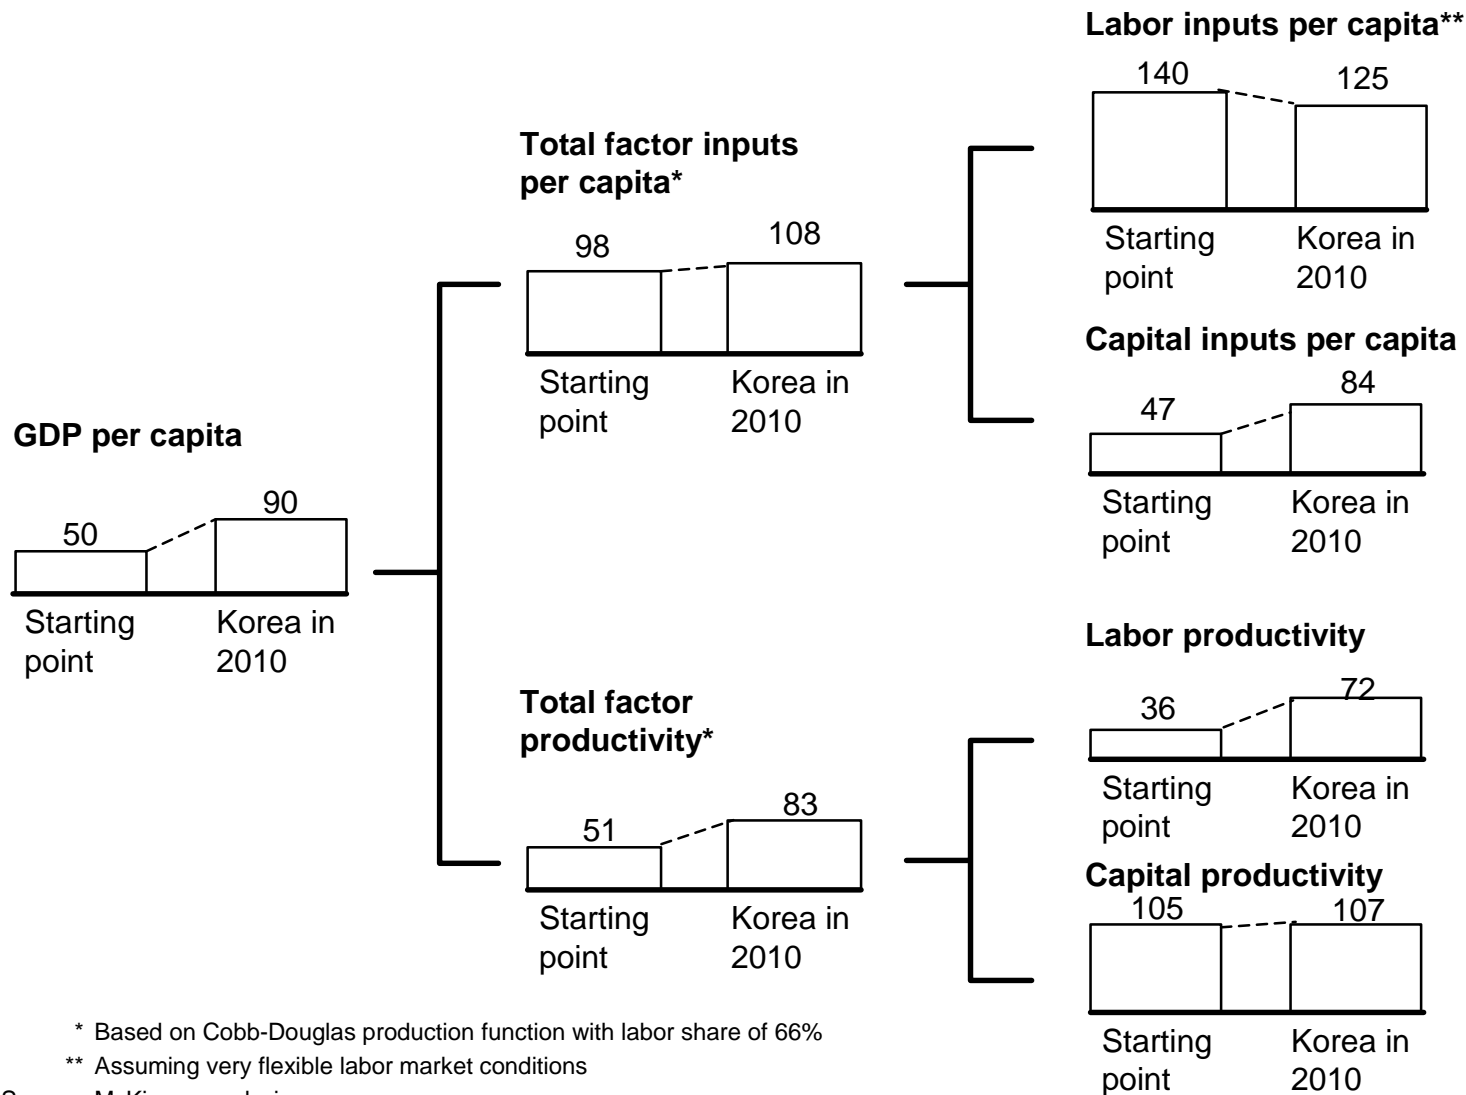 Labor inputs per capita**
140
125
Starting point
Korea in 2010
Total factor inputs
per capita*
98
108
Starting point
Korea in 2010
Capital inputs per capita
47
84
Starting point
Korea in 2010
GDP per capita
50
90
Starting point
Korea in 2010
Labor productivity
36
72
Starting point
Korea in 2010
Total factor
productivity*
51
83
Starting point
Korea in 2010
Capital productivity
105
107
Starting point
Korea in 2010
* Based on Cobb-Douglas production function with labor share of 66%
** Assuming very flexible labor market conditions